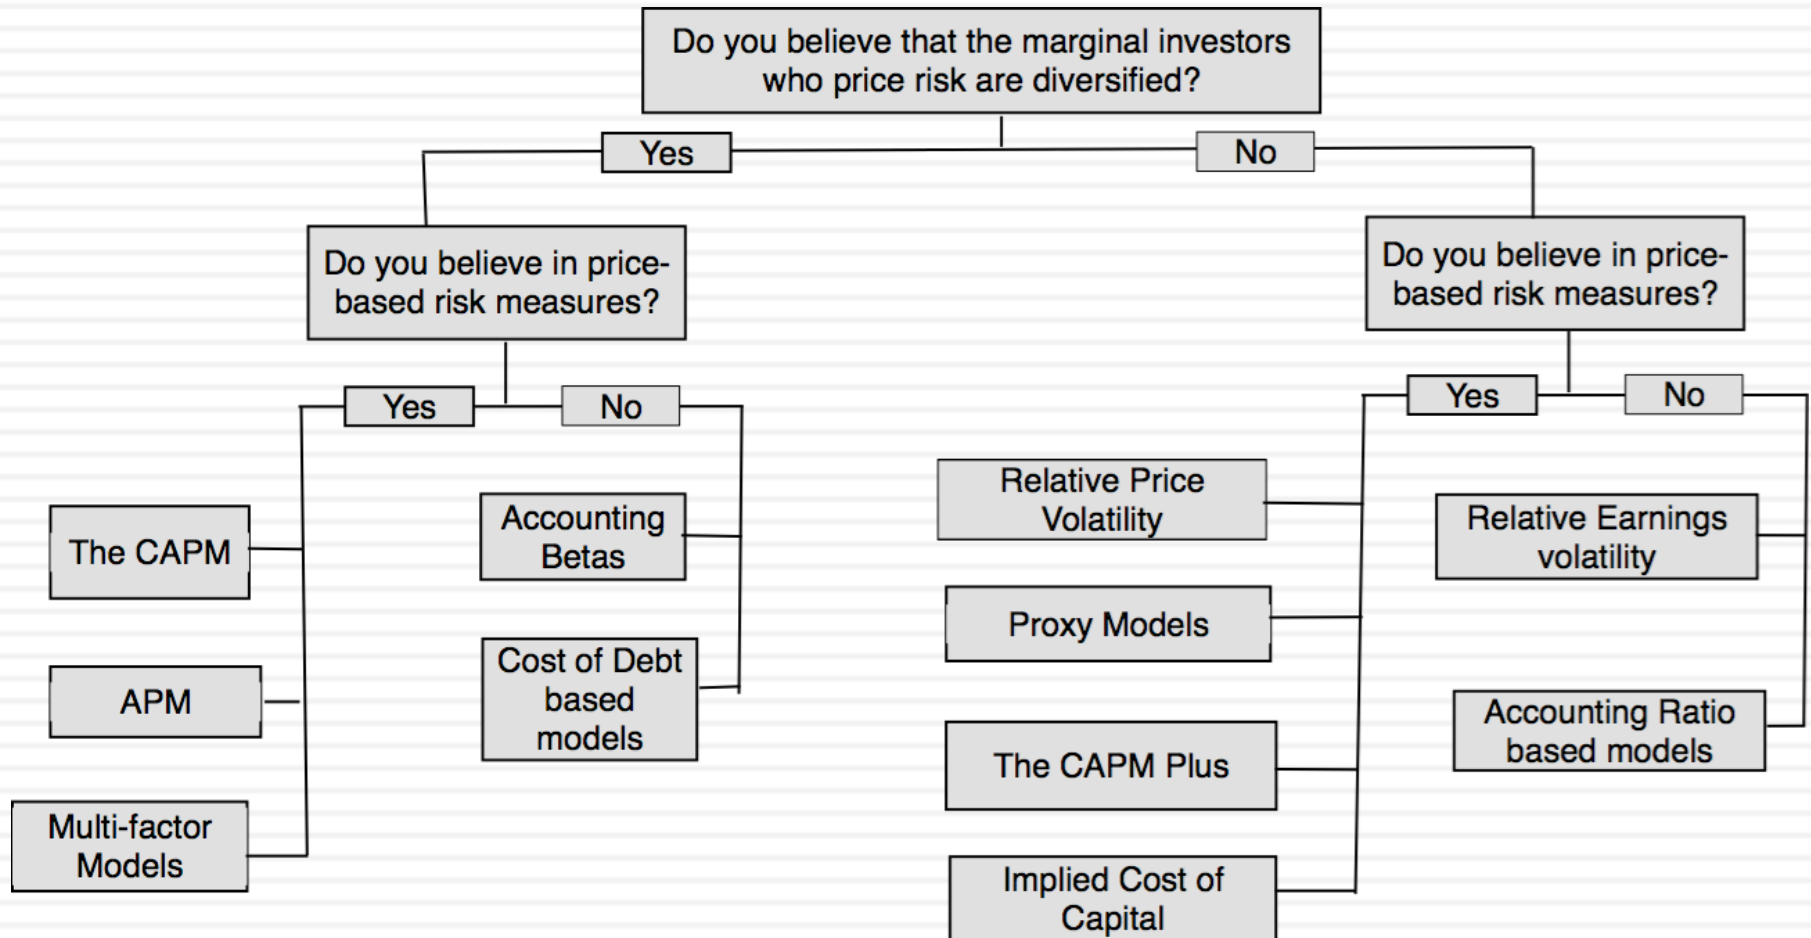 Do you believe that the marginal investors
who price risk are diversified?
Yes
No
Do you believe in price-
based risk measures?
Do you believe in price-
based risk measures?
Yes
No
Yes
No
The CAPM
APM
Multi-factor
Models
Accounting
Betas
Cost of Debt
based
models
Relative Price
Volatility
Proxy Models
The CAPM Plus
Implied Cost of
Capital
Relative Earnings
volatility
Accounting Ratio
based models